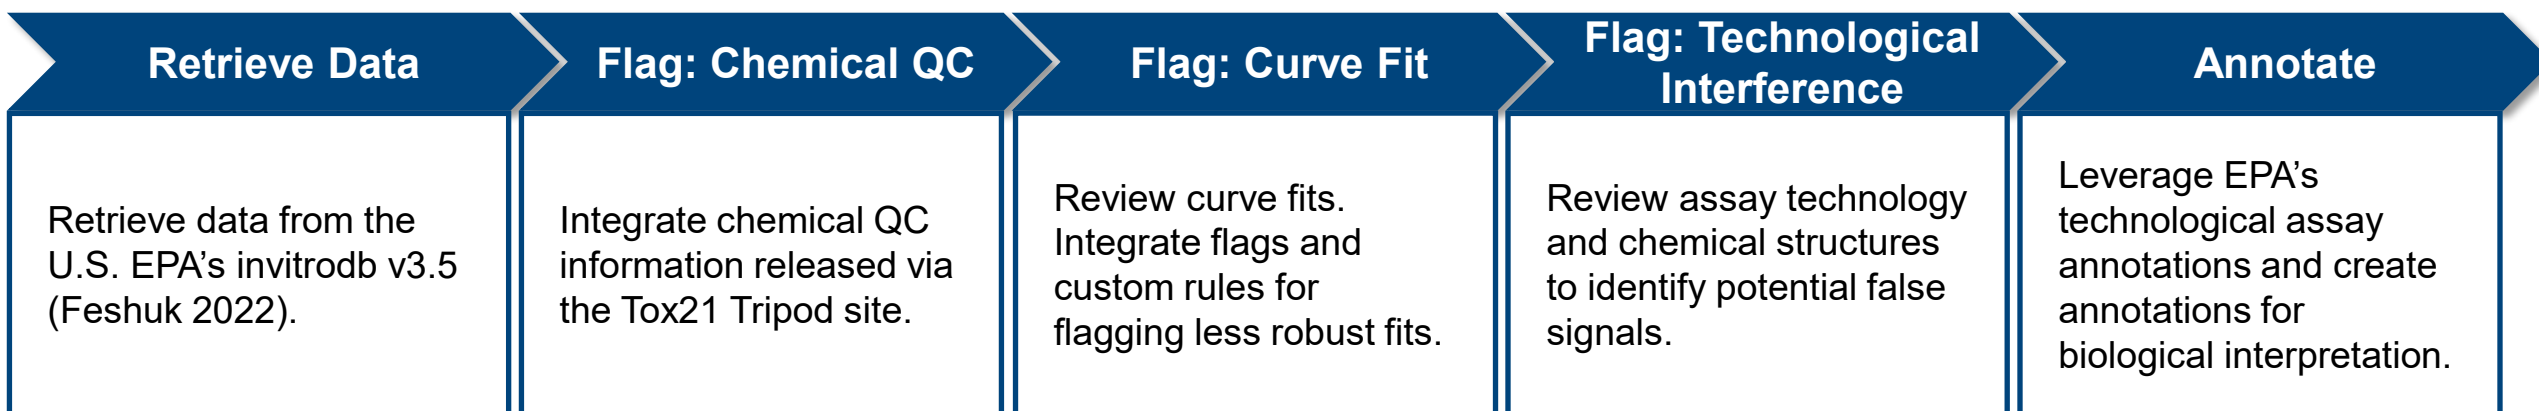 Retrieve Data
Retrieve data from the
U.S. EPA’s invitrodb v3.5
(Feshuk 2022).
Flag: Chemical QC
Integrate chemical QC
information released via
the Tox21 Tripod site.
Flag: Curve Fit
Review curve fits.
Integrate flags and
custom rules for
flagging less robust fits.
Flag: Technological
Interference
Review assay technology
and chemical structures
to identify potential false
signals.
Annotate
Leverage EPA’s
technological assay
annotations and create
annotations for
biological interpretation.